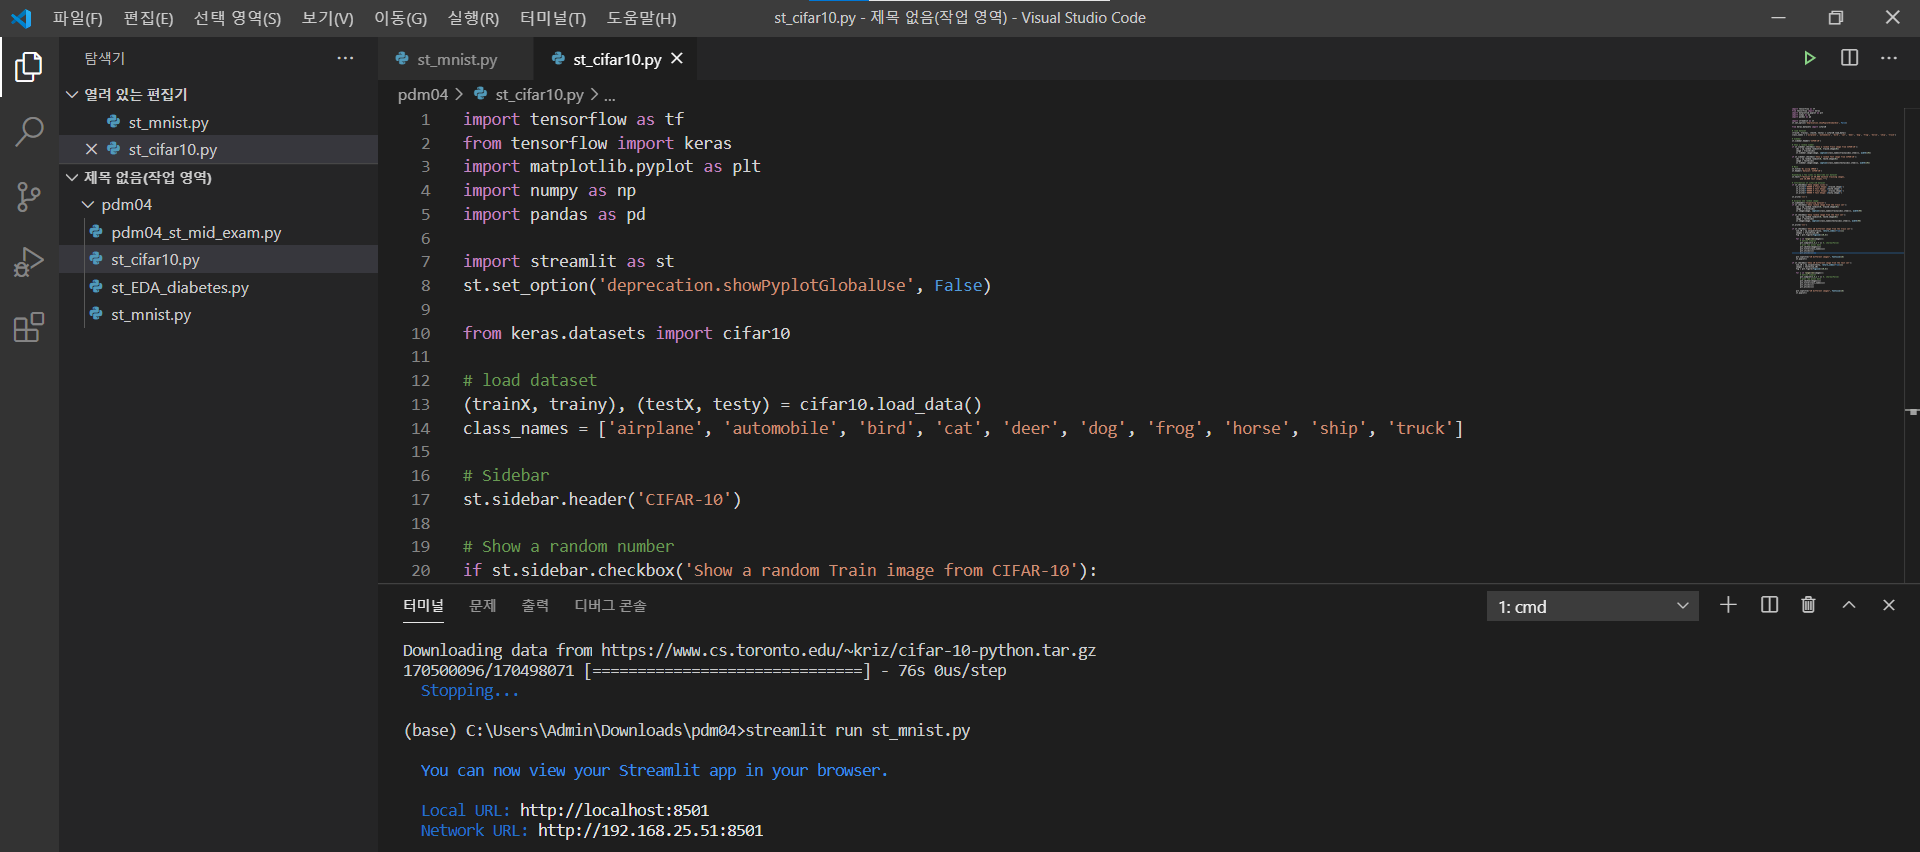 파일(F) 편집(E) 선택 영역(S) 보기(V) 이동(G) 실행(R) 터미널(T) 도움말(H) st_cifar10.py - 제목 없음(작업 영역) - Visual Studio Code
탐색기
열려 있는 편집기
st_mnist.py
st_cifar10.py
제목 없음(작업 영역)
pdm04
pdm04_st_mid_exam.py
st_cifar10.py
st_EDA_diabetes.py
st_mnist.py
st_mnist.py st_cifar10.py
pdm04 > st_cifar10.py > ...
1 import tensorflow as tf
2 from tensorflow import keras
3 import matplotlib.pyplot as plt
4 import numpy as np
5 import pandas as pd
6
7 import streamlit as st
8 st.set_option('deprecation.showPyplotGlobalUse', False)
9
10 from keras.datasets import cifar10
11
12 # load dataset
13 (trainX, trainy), (testX, testy) = cifar10.load_data()
14 class_names = ['airplane', 'automobile', 'bird', 'cat', 'deer', 'dog', 'frog', 'horse', 'ship', 'truck']
15
16 # Sidebar
17 st.sidebar.header('CIFAR-10')
18
19 # Show a random number
20 if st.sidebar.checkbox('Show a random Train image from CIFAR-10'):
터미널 문제 출력 디버그 콘솔 1: cmd
Downloading data from https://www.cs.toronto.edu/~kriz/cifar-10-python.tar.gz
170500096/170498071 [==============================] - 76s 0us/step
Stopping...
(base) C:\Users\Admin\Downloads\pdm04>streamlit run st_mnist.py
You can now view your Streamlit app in your browser.
Local URL: http://localhost:8501
Network URL: http://192.168.25.51:8501